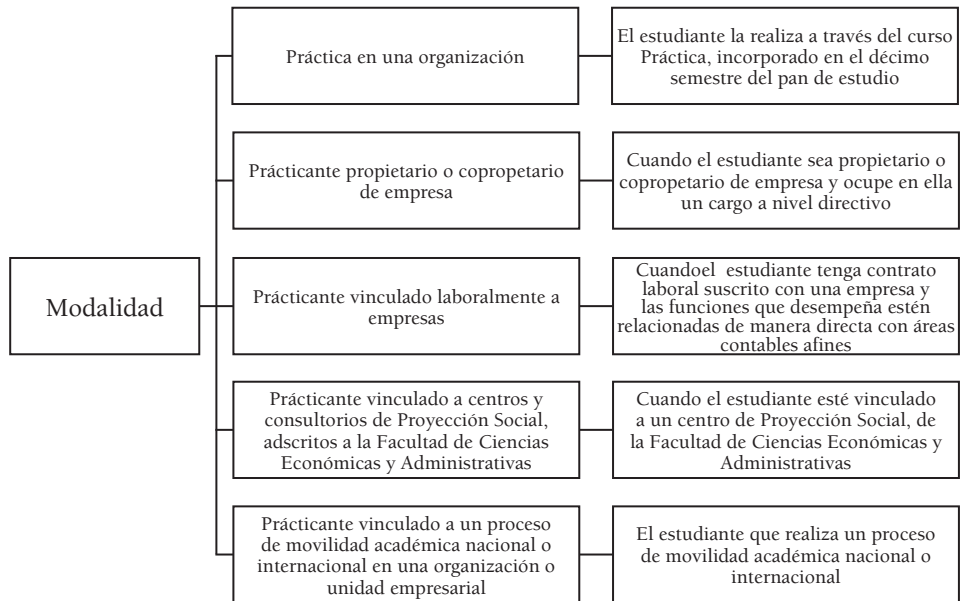 Modalidad
Práctica en una organización
El estudiante la realiza a través del curso
Práctica, incorporado en el décimo
semestre del pan de estudio
Prácticante propietario o copropetario
de empresa
Cuando el estudiante sea propietario o
copropetario de empresa y ocupe en ella
un cargo a nivel directivo
Prácticante vinculado laboralmente a
empresas
Cuandoel estudiante tenga contrato
laboral suscrito con una empresa y
las funciones que desempeña estén
relacionadas de manera directa con áreas
contables afines
Prácticante vinculado a centros y
consultorios de Proyección Social,
adscritos a la Facultad de Ciencias
Económicas y Administrativas
Cuando el estudiante esté vinculado
a un centro de Proyección Social, de
la Facultad de Ciencias Económicas y
Administrativas
Prácticante vinculado a un proceso
de movilidad académica nacional o
internacional en una organización o
unidad empresarial
El estudiante que realiza un proceso
de movilidad académica nacional o
internacional